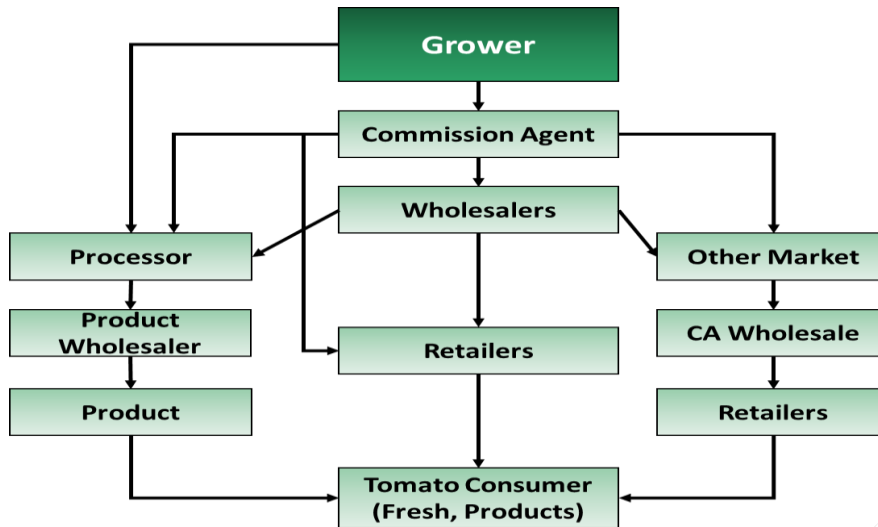 Grower
Commission Agent
Wholesalers
Processor
Other Market
Product
Wholesaler
Retailers
CA Wholesale
Product
Retailers
Tomato Consumer
(Fresh, Products)